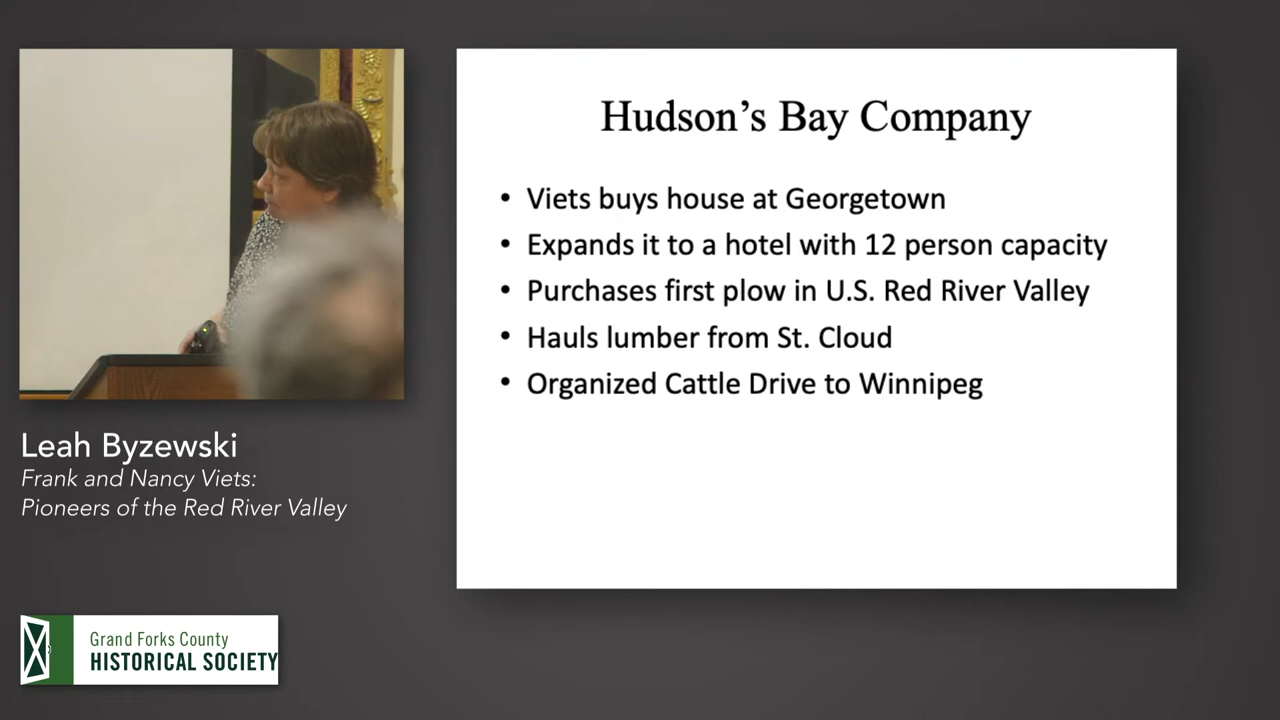 Hudson’s Bay Company
• Viets buys house at Georgetown
• Expands it to a hotel with 12 person capacity
• Purchases first plow in U.S. Red River Valley
• Hauls lumber from St. Cloud
• Organized Cattle Drive to Winnipeg
Leah Byzewski
Frank and Nancy Viets:
Pioneers of the Red River Valley
Grand Forks County
HISTORICAL SOCIETY